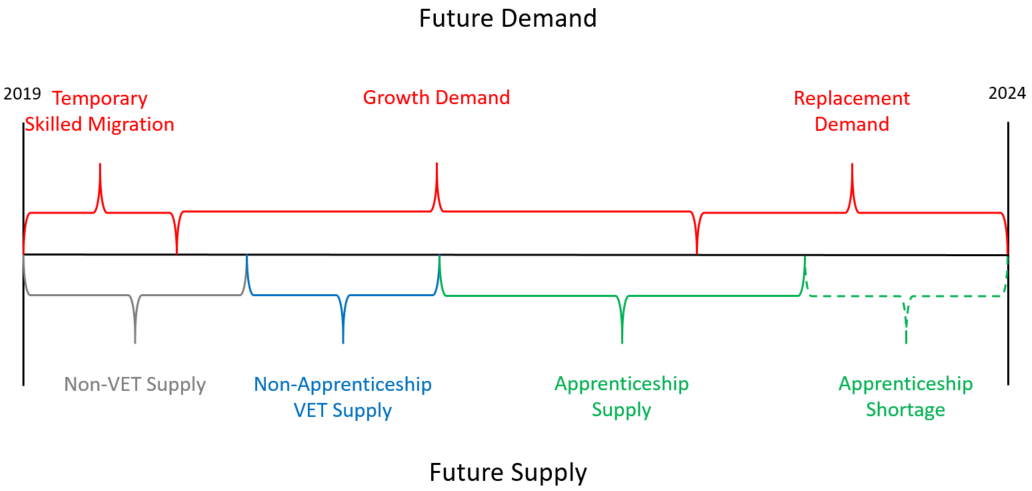 Future Demand
2019
Temporary
Skilled Migration
Growth Demand
Replacement
Demand
2024
Non-VET Supply
Non-Apprenticeship
VET Supply
Apprenticeship
Supply
Apprenticeship
Shortage
Future Supply